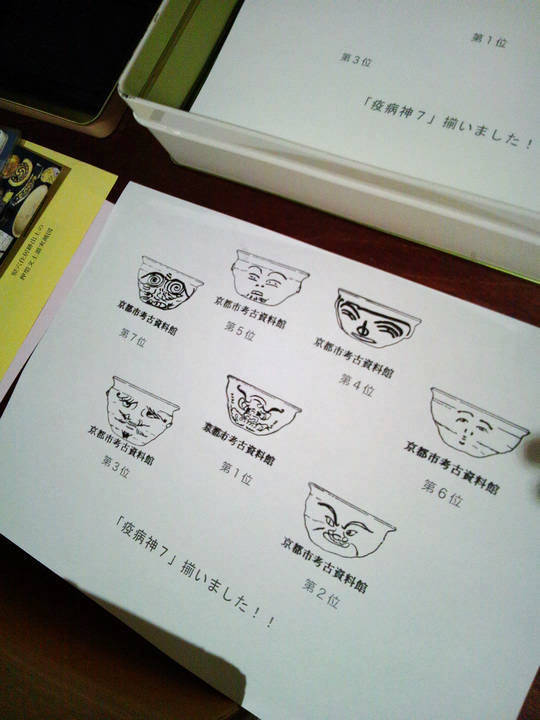 第1位
第3位
「疫病神7」揃いました!
京都市考古資料館
第7位
京都市考古資料館
第5位
京都市考古資料館
第4位
京都市考古資料館
第6位
京都市考古資料館
第3位
京都市考古資料館
第1位
京都市考古資料館
第2位
「疫病神7」揃いました!!